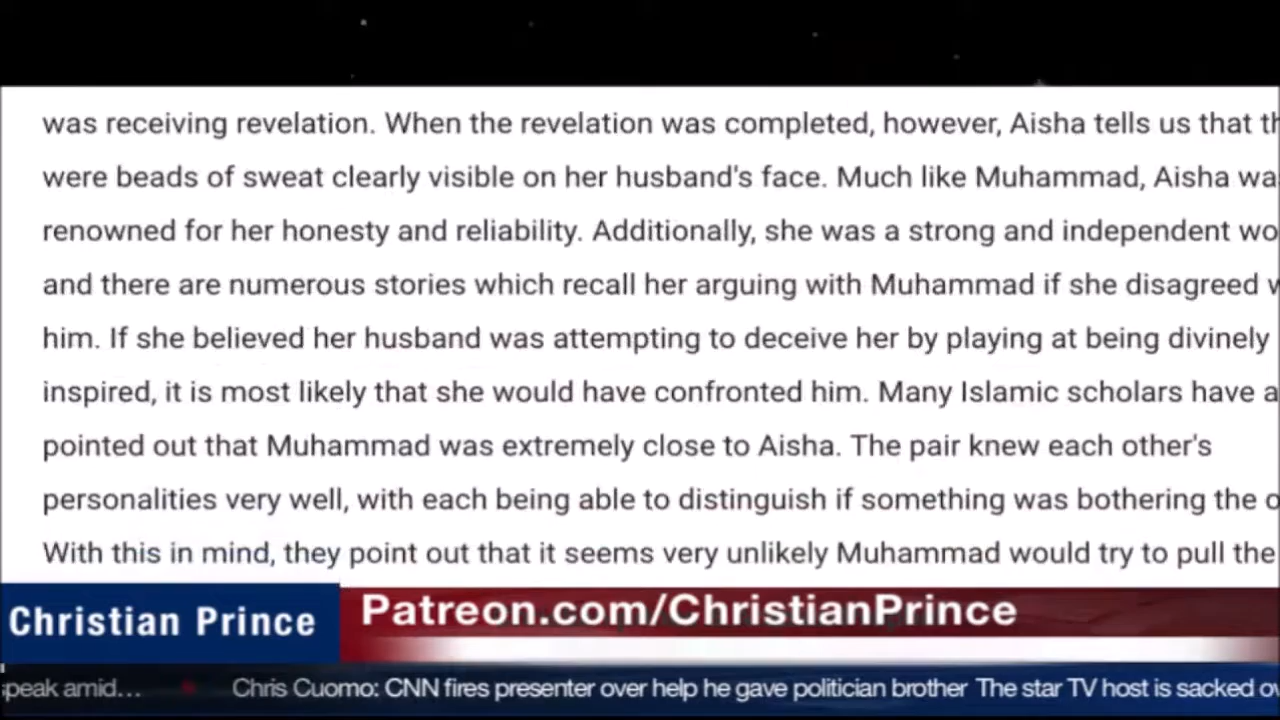 was receiving revelation. When the revelation was completed, however, Aisha tells us that th
were beads of sweat clearly visible on her husband's face. Much like Muhammad, Aisha wa
renowned for her honesty and reliability. Additionally, she was a strong and independent wo
and there are numerous stories which recall her arguing with Muhammad if she disagreed w
him. If she believed her husband was attempting to deceive her by playing at being divinely
inspired, it is most likely that she would have confronted him. Many Islamic scholars have a
pointed out that Muhammad was extremely close to Aisha. The pair knew each other's
personalities very well, with each being able to distinguish if something was bothering the o
With this in mind, they point out that it seems very unlikely Muhammad would try to pull the
Christian Prince
Patreon.com/ChristianPrince
speak amid... Chris Cuomo: CNN fires presenter over help he gave politician brother The star TV host is sacked ov